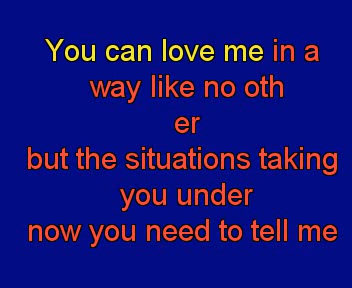 You can love me in a
way like no oth
er
but the situations taking
you under
now you need to tell me